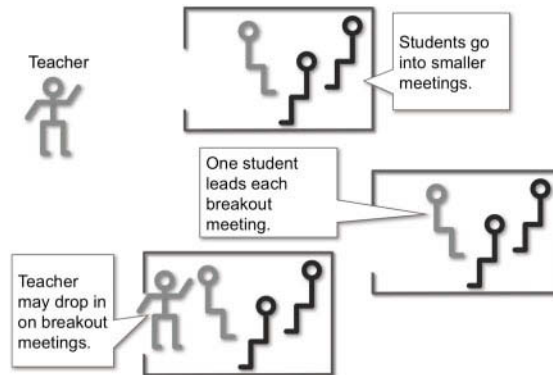 Teacher
Students go
into smaller
meetings.
One student
leads each
breakout
meeting.
Teacher
may drop in
on breakout
meetings.